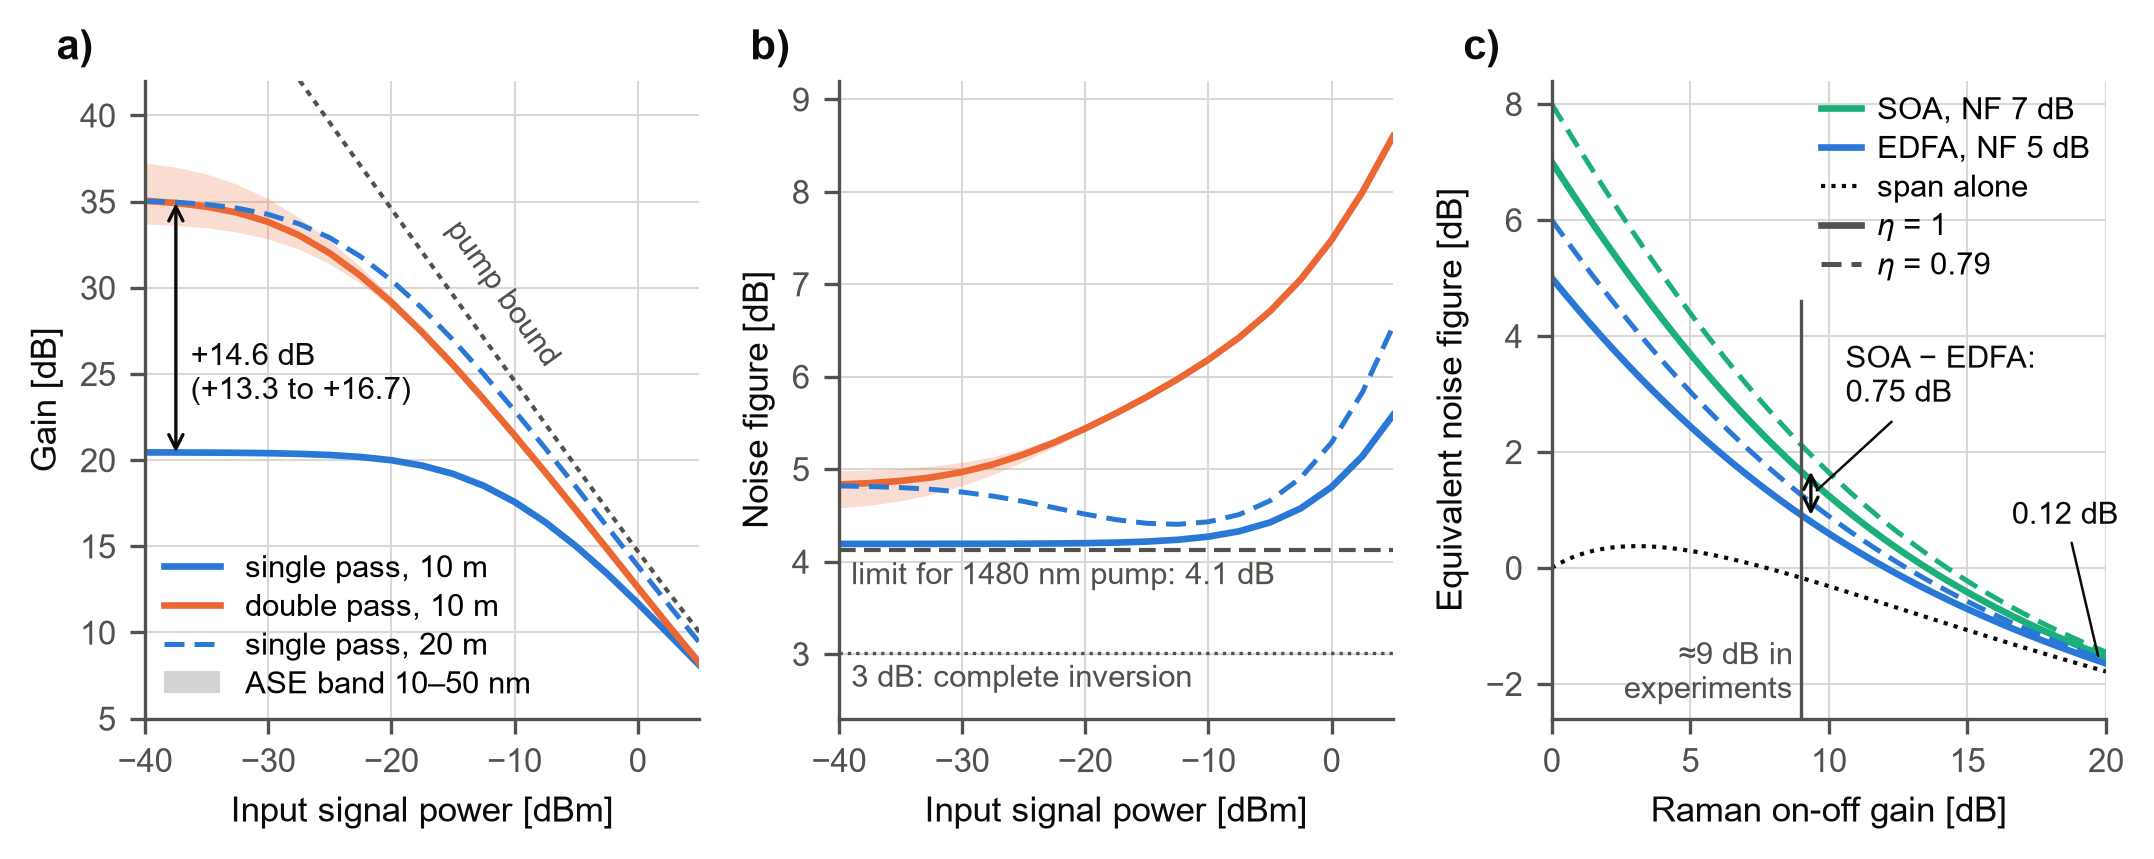 a)
Gain [dB]
40
35
30
25
20
15
10
5
−40
−30
−20
−10
0
Input signal power [dBm]
pump bound
+14.6 dB
(+13.3 to +16.7)
single pass, 10 m
double pass, 10 m
single pass, 20 m
ASE band 10–50 nm
b)
Noise figure [dB]
9
8
7
6
5
4
3
−40
−30
−20
−10
0
Input signal power [dBm]
limit for 1480 nm pump: 4.1 dB
3 dB: complete inversion
c)
Equivalent noise figure [dB]
8
6
4
2
0
−2
0
5
10
15
20
Raman on-off gain [dB]
SOA, NF 7 dB
EDFA, NF 5 dB
span alone
η = 1
η = 0.79
SOA − EDFA:
0.75 dB
0.12 dB
≈9 dB in
experiments